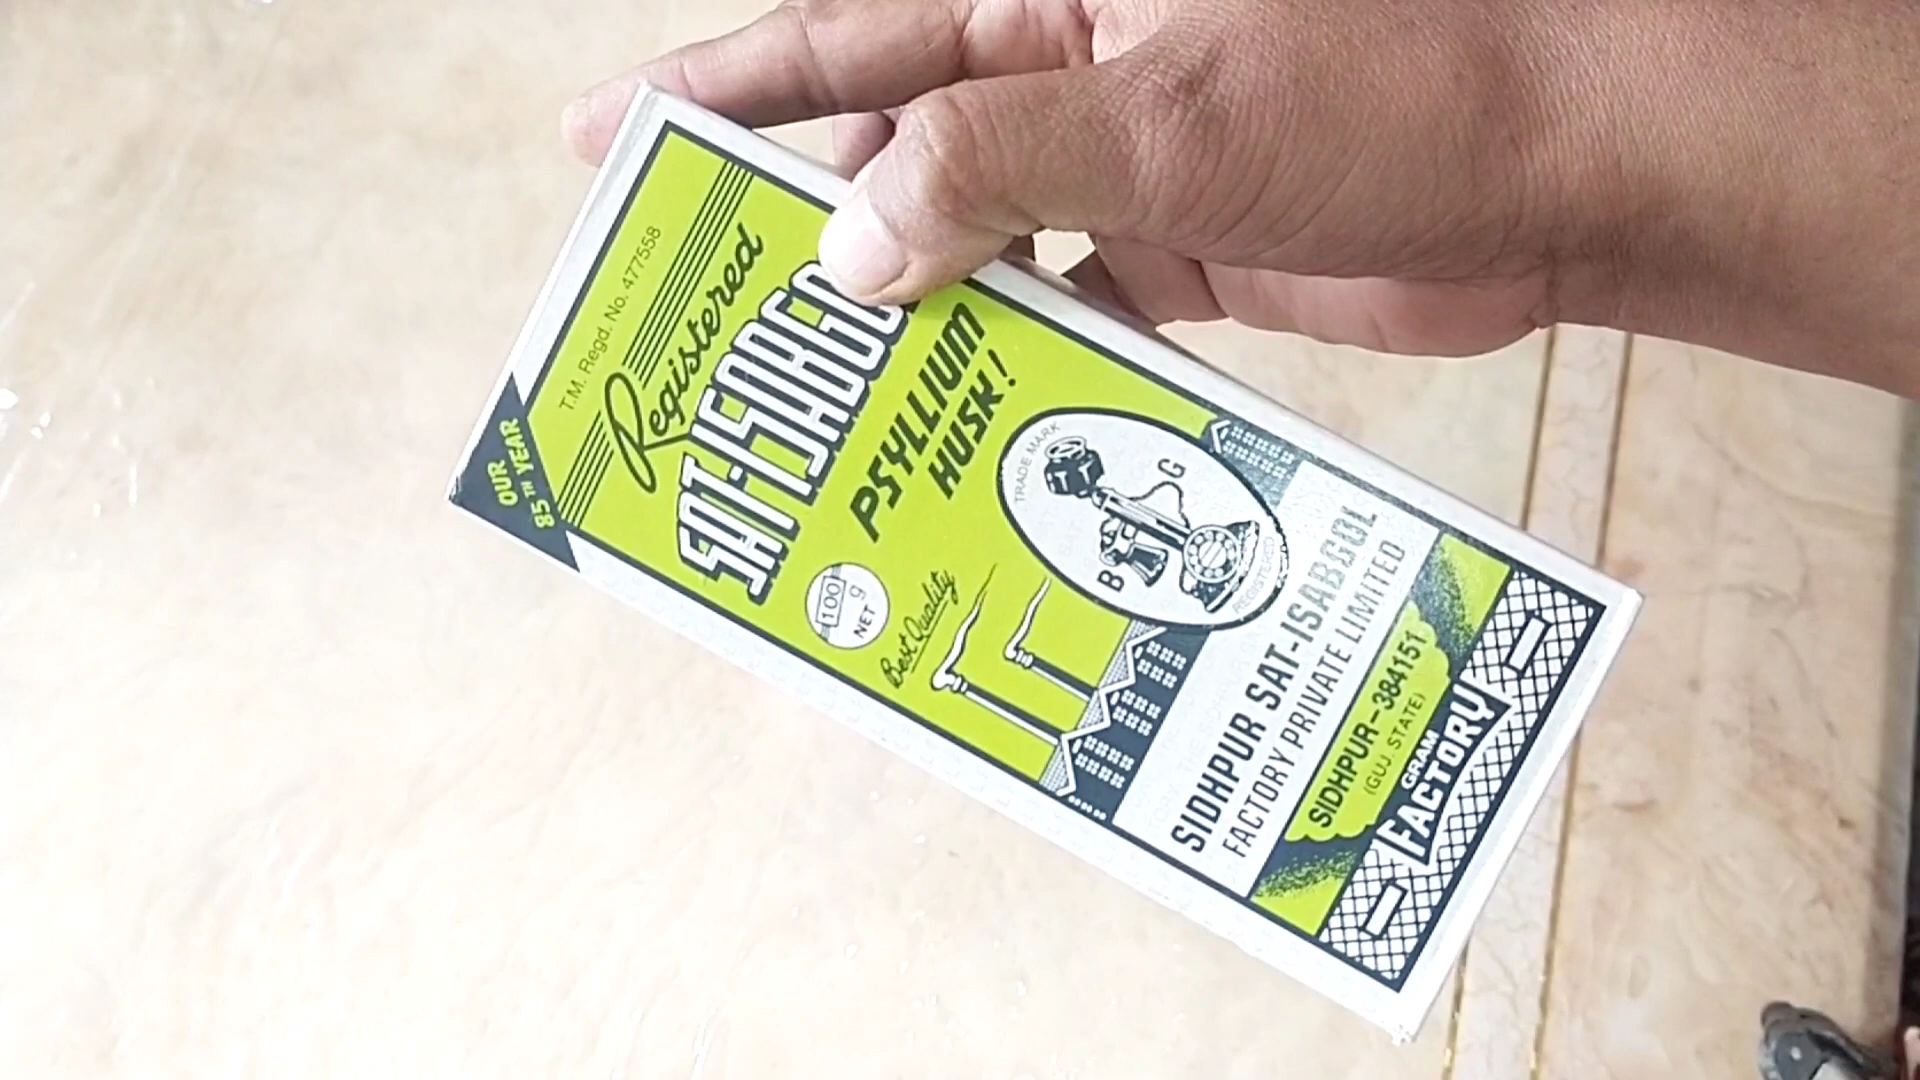 OUR
85TH YEAR
T.M. Regd. No. 477558
Registered
PSYLLIUM
HUSK!
100
g
NET
Best Quality
TRADE MARK
B G
REGISTERED
SIDHPUR SAT-ISABGOL
FACTORY PRIVATE LIMITED
SIDHPUR-384151
(GUJ. STATE)
GRAM
FACTORY